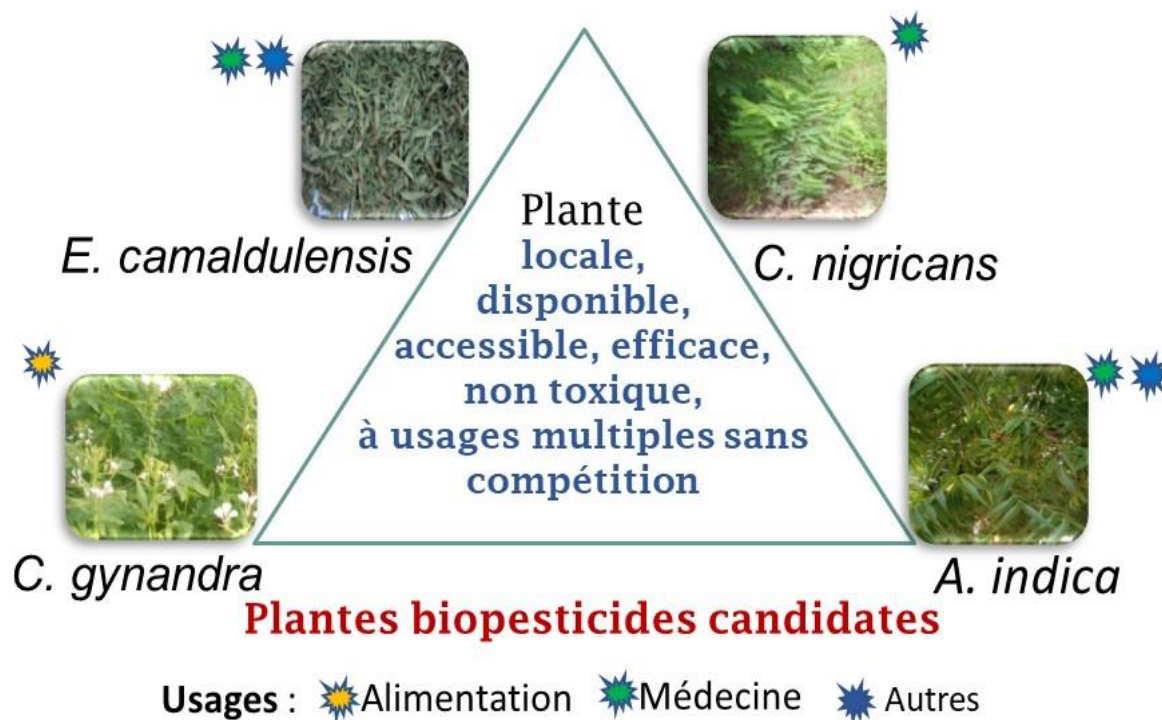 E. camaldulensis
C. nigricans
Plante
locale,
disponible,
accessible, efficace,
non toxique,
à usages multiples sans
compétition
C. gynandra
A. indica
Plantes biopesticides candidates
Usages : Alimentation Médecine Autres